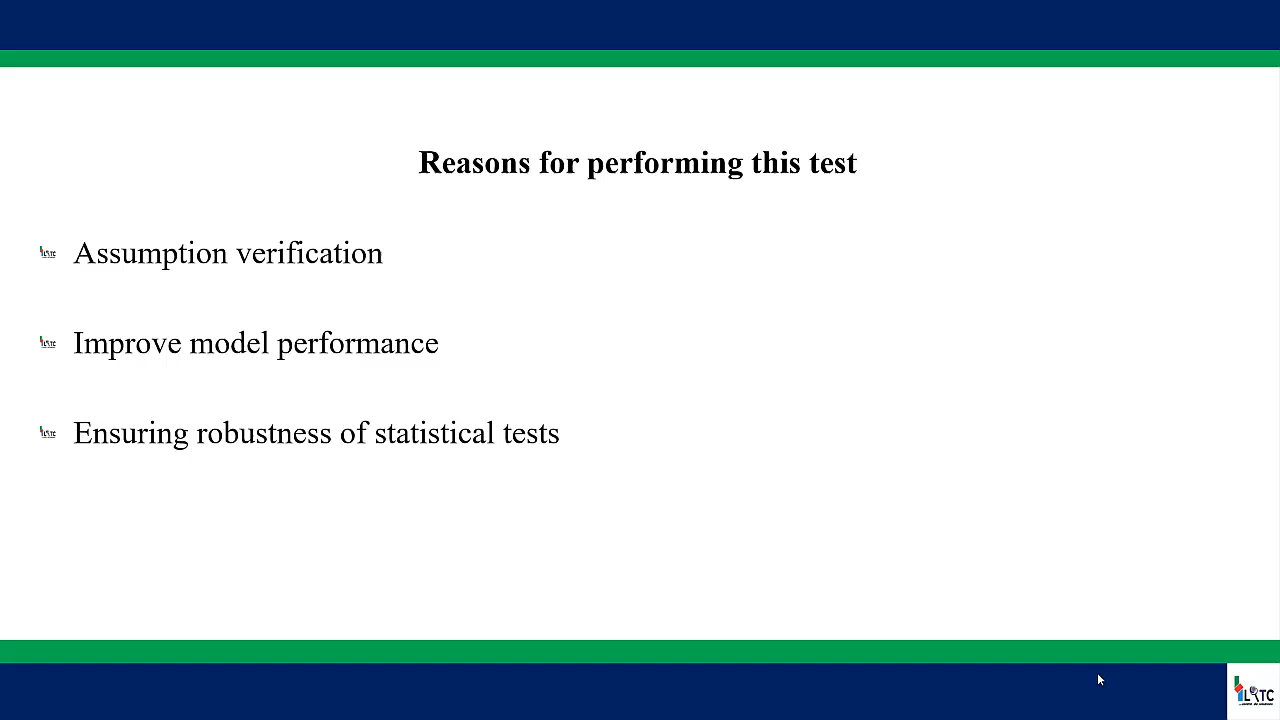 Reasons for performing this test
Assumption verification
Improve model performance
Ensuring robustness of statistical tests